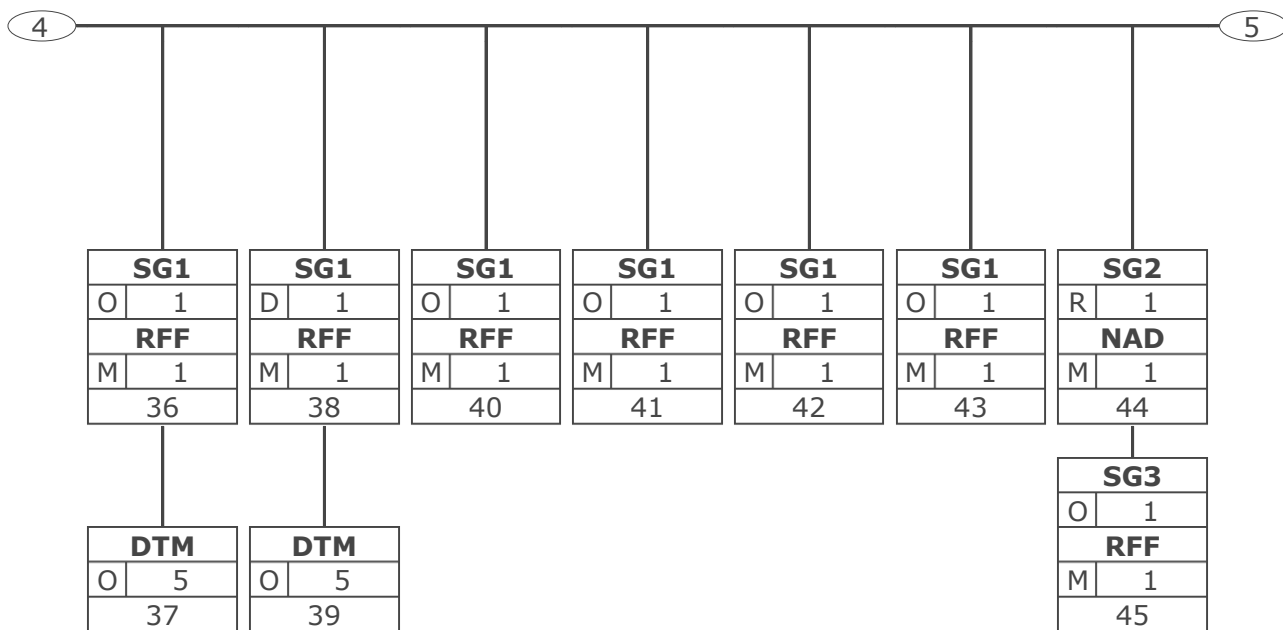 4
5
SG1
O 1
RFF
M 1
36
SG1
D 1
RFF
M 1
38
SG1
O 1
RFF
M 1
40
SG1
O 1
RFF
M 1
41
SG1
O 1
RFF
M 1
42
SG1
O 1
RFF
M 1
43
SG2
R 1
NAD
M 1
44
DTM
O 5
37
DTM
O 5
39
SG3
O 1
RFF
M 1
45